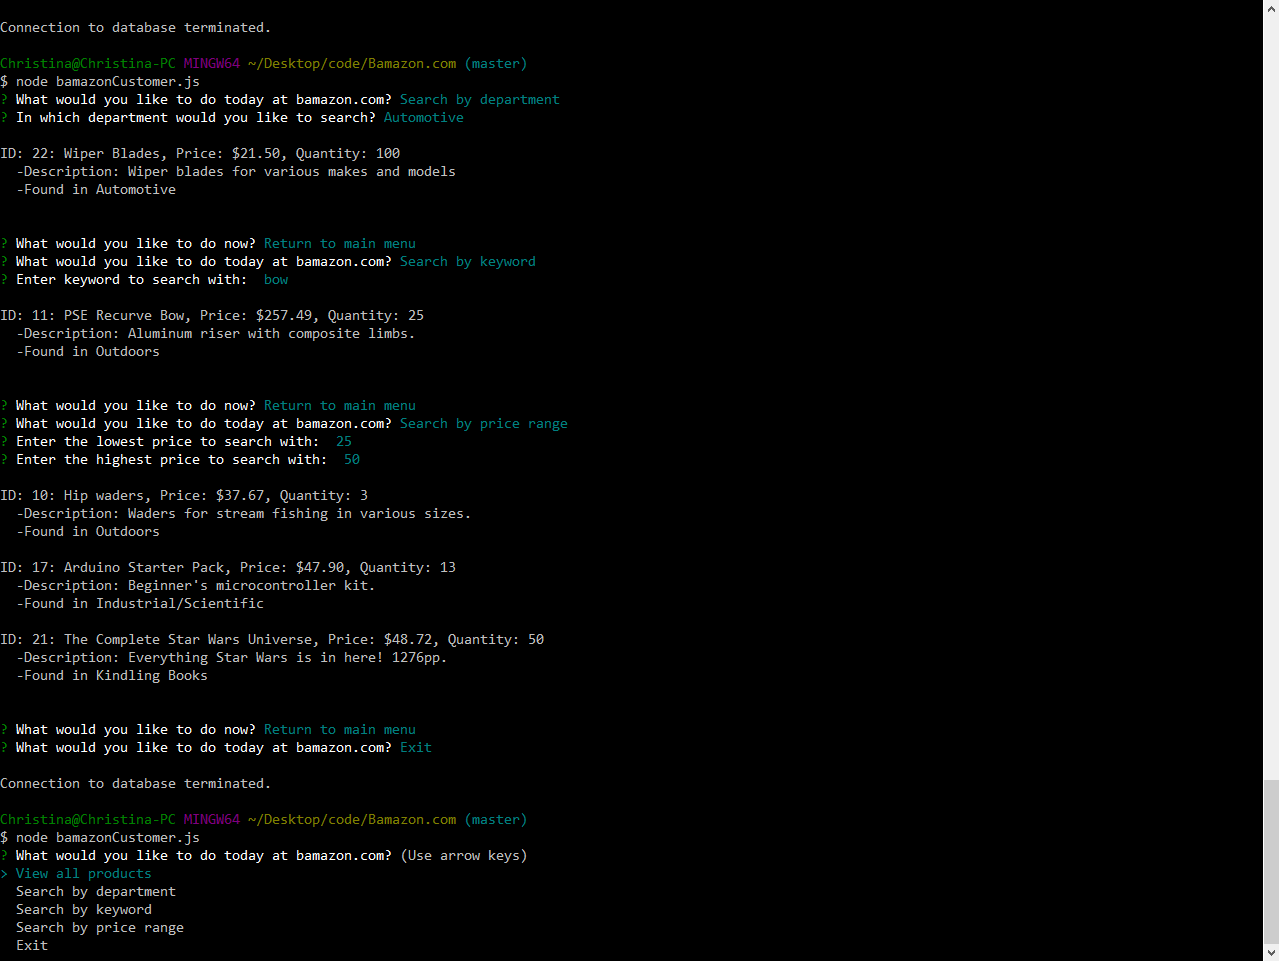 Connection to database terminated.
Christina@Christina-PC MINGW64 ~/Desktop/code/Bamazon.com (master)
$ node bamazonCustomer.js
? What would you like to do today at bamazon.com? Search by department
? In which department would you like to search? Automotive
ID: 22: Wiper Blades, Price: $21.50, Quantity: 100
-Description: Wiper blades for various makes and models
-Found in Automotive
? What would you like to do now? Return to main menu
? What would you like to do today at bamazon.com? Search by keyword
? Enter keyword to search with:  bow
ID: 11: PSE Recurve Bow, Price: $257.49, Quantity: 25
-Description: Aluminum riser with composite limbs.
-Found in Outdoors
? What would you like to do now? Return to main menu
? What would you like to do today at bamazon.com? Search by price range
? Enter the lowest price to search with:  25
? Enter the highest price to search with:  50
ID: 10: Hip waders, Price: $37.67, Quantity: 3
-Description: Waders for stream fishing in various sizes.
-Found in Outdoors
ID: 17: Arduino Starter Pack, Price: $47.90, Quantity: 13
-Description: Beginner's microcontroller kit.
-Found in Industrial/Scientific
ID: 21: The Complete Star Wars Universe, Price: $48.72, Quantity: 50
-Description: Everything Star Wars is in here! 1276pp.
-Found in Kindling Books
? What would you like to do now? Return to main menu
? What would you like to do today at bamazon.com? Exit
Connection to database terminated.
Christina@Christina-PC MINGW64 ~/Desktop/code/Bamazon.com (master)
$ node bamazonCustomer.js
? What would you like to do today at bamazon.com? (Use arrow keys)
> View all products
Search by department
Search by keyword
Search by price range
Exit